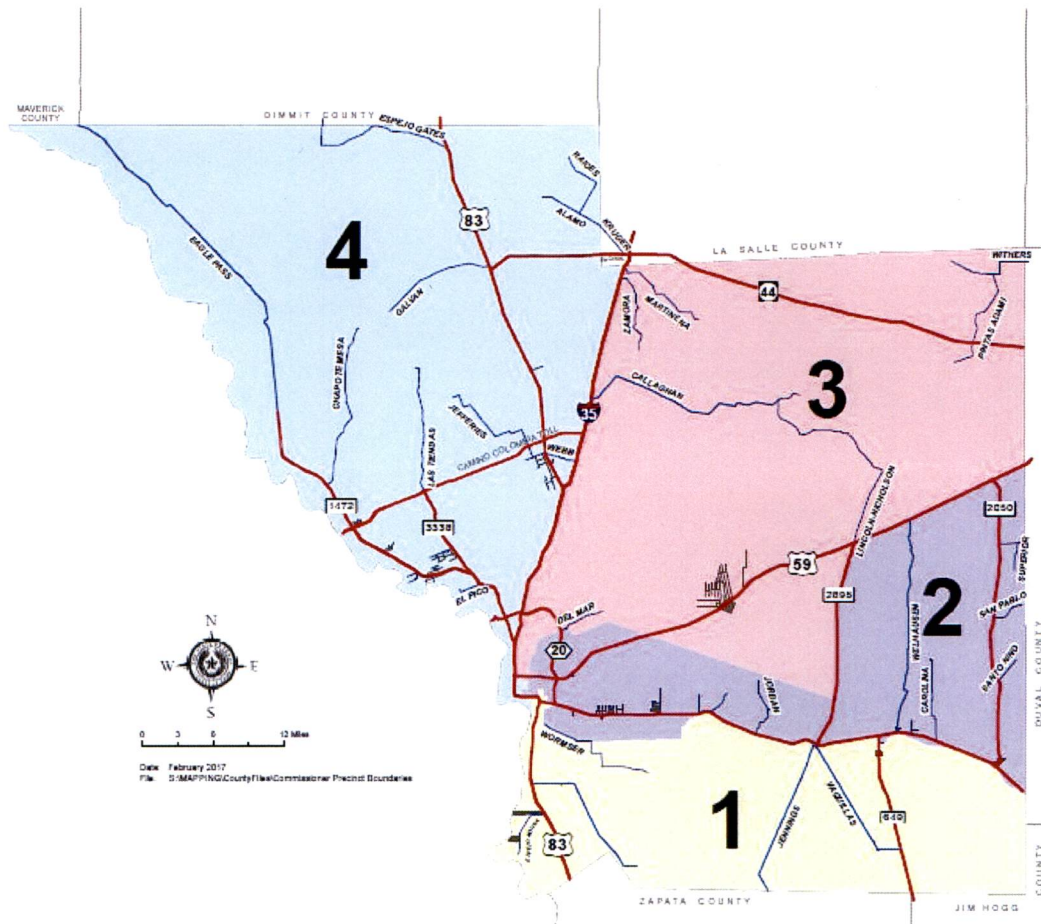 MAVERICK
COUNTY
DIMMIT COUNTY
ESPEJO GATES
RAICES
ALAMO
KRUGER
83
4
LA SALLE COUNTY
WITHERS
EAGLE PASS
GALVAN
ZAMORA
MARTINENA
44
PINTAS ADAMI
CHAPOTE MESA
LAS TIENDAS
JEFFERIES
CALLAGHAN
3
35
CAMINO COLOMBIA TOLL
WEBB
1472
3338
LINCOLN-NICHOLSON
2050
59
SUPERIOR
EL PICO
DEL MAR
2895
WELHAUSEN
2
SAN PABLO
20
N
W
E
S
JORDAN
CAROLINA
SANTO NINO
DUVAL COUNTY
0 3 6 12 Miles
WORMSER
Date: February 2017
File: S:\MAPPING\CountyFiles\Commissioner Precinct Boundaries
1
JENNINGS
VAQUILLAS
649
83
COUNTY
ZAPATA COUNTY
JIM HOGG